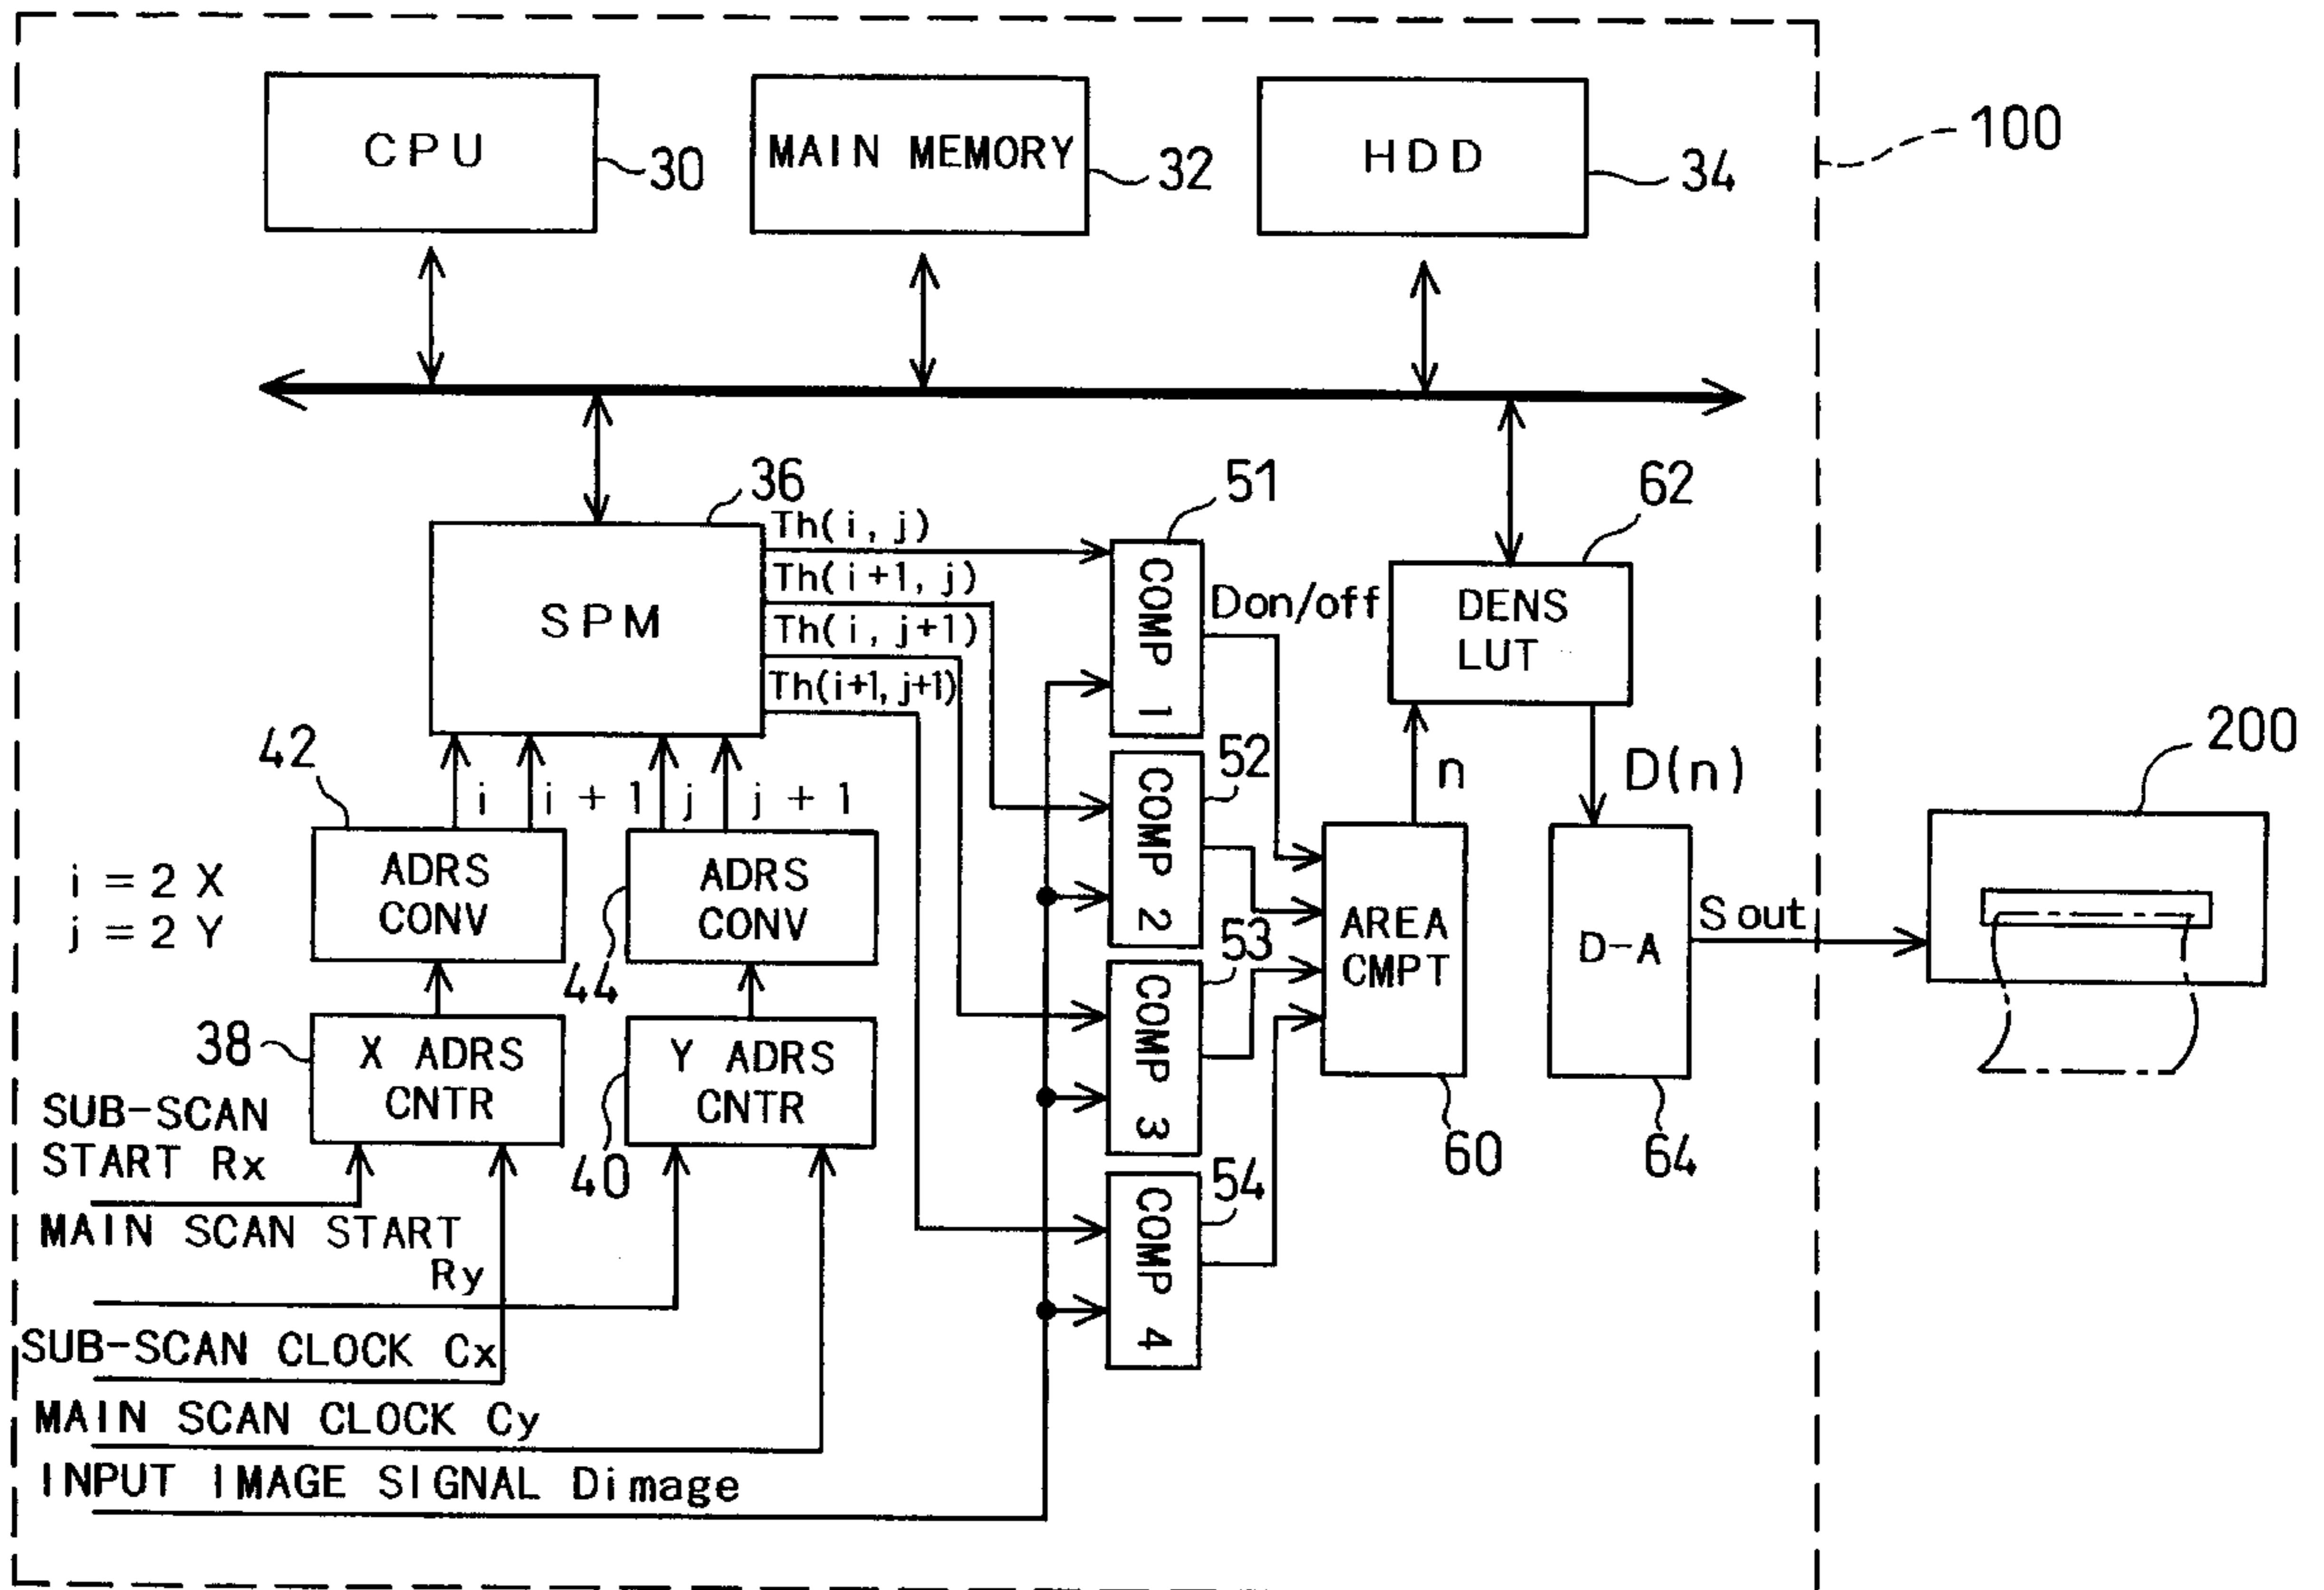 CPU
30
MAIN MEMORY
32
HDD
34
100
36
SPM
Th(i, j)
Th(i+1, j)
Th(i, j+1)
Th(i+1, j+1)
51
COMP 1
Don/off
62
DENS
LUT
42
i
i + 1
j
j + 1
52
COMP 2
n
D(n)
200
i = 2 X
j = 2 Y
ADRS
CONV
44
ADRS
CONV
53
COMP 3
AREA
CMPT
60
D-A
64
Sout
38
X ADRS
CNTR
40
Y ADRS
CNTR
54
COMP 4
SUB-SCAN
START Rx
MAIN SCAN START
Ry
SUB-SCAN CLOCK Cx
MAIN SCAN CLOCK Cy
INPUT IMAGE SIGNAL Dimage